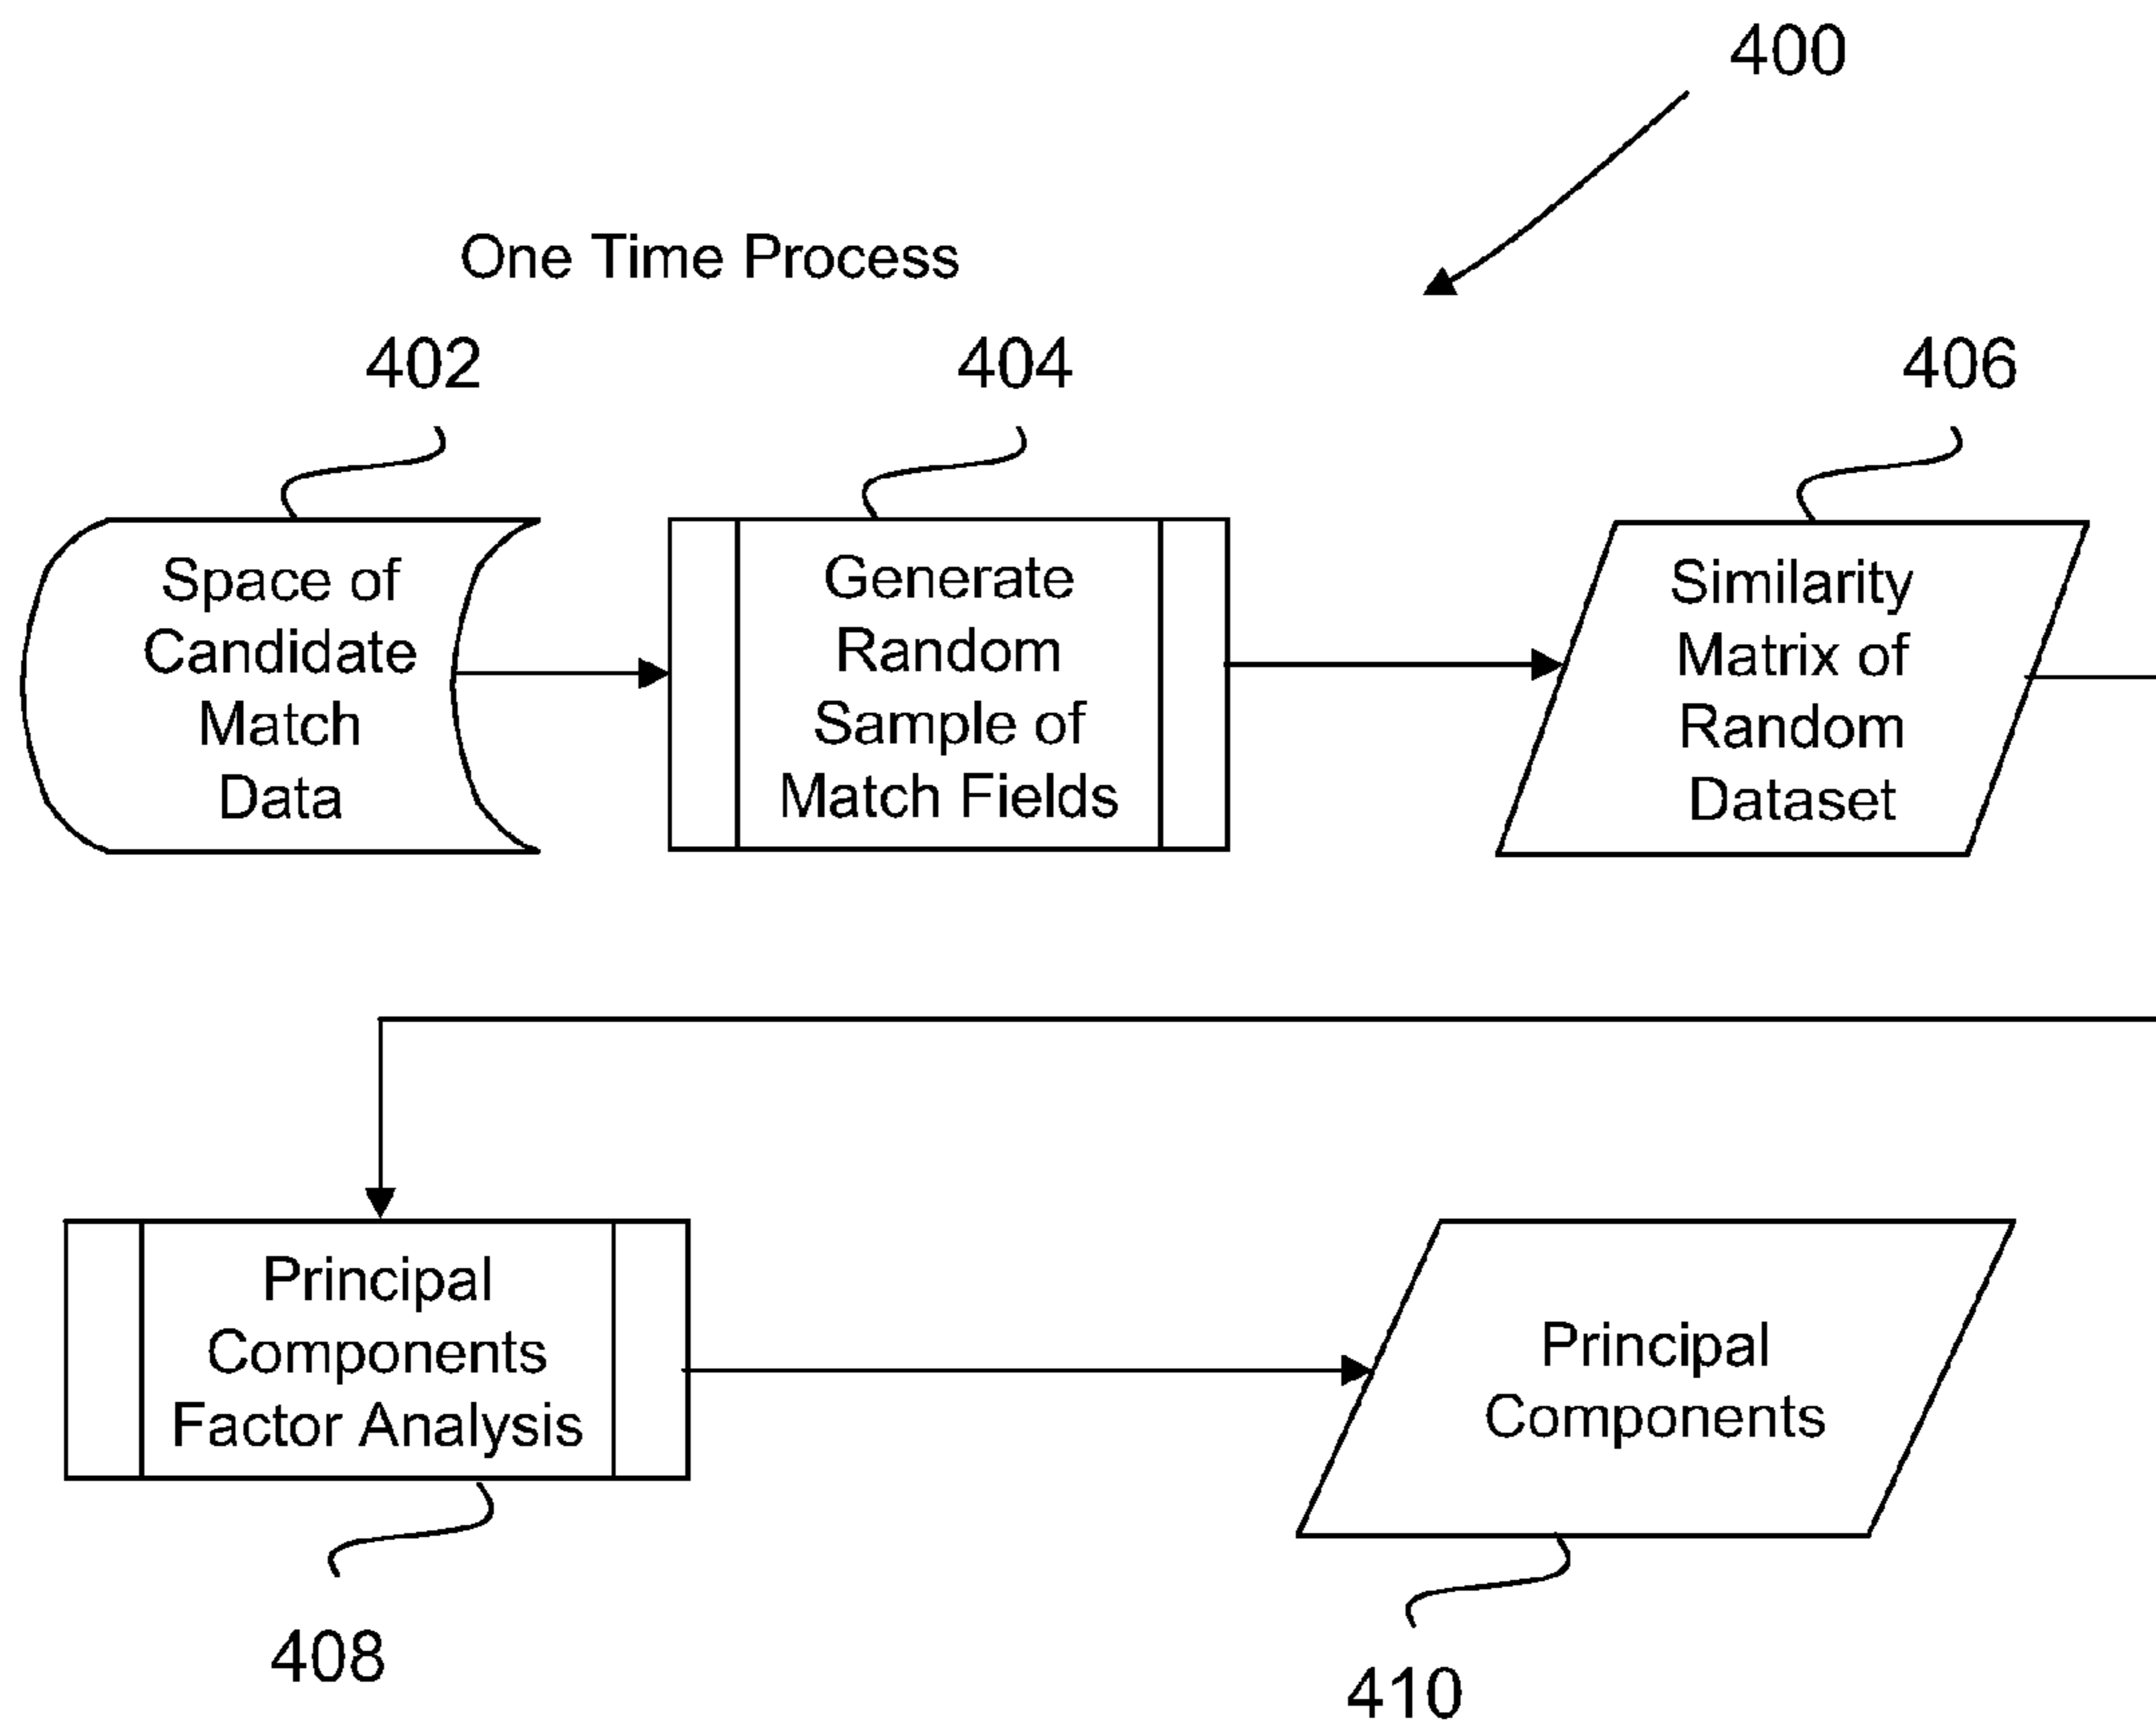 400
One Time Process
402
404
406
Space of
Candidate
Match
Data
Generate
Random
Sample of
Match Fields
Similarity
Matrix of
Random
Dataset
Principal
Components
Factor Analysis
Principal
Components
408
410